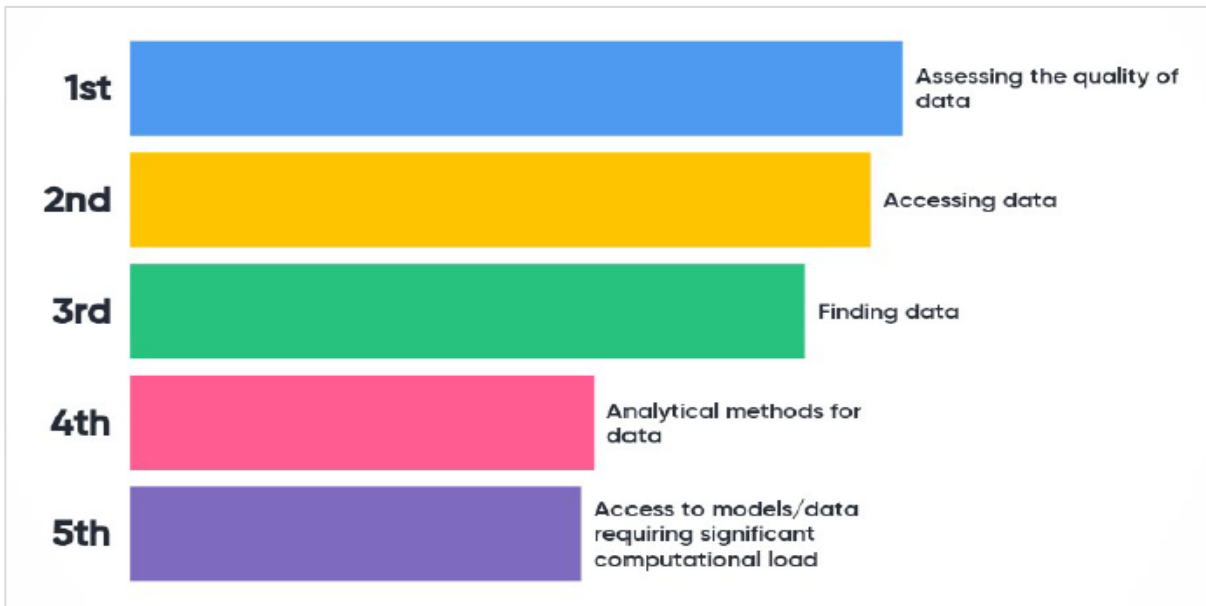 1st
Assessing the quality of
data
2nd
Accessing data
3rd
Finding data
4th
Analytical methods for
data
5th
Access to models/data
requiring significant
computational load